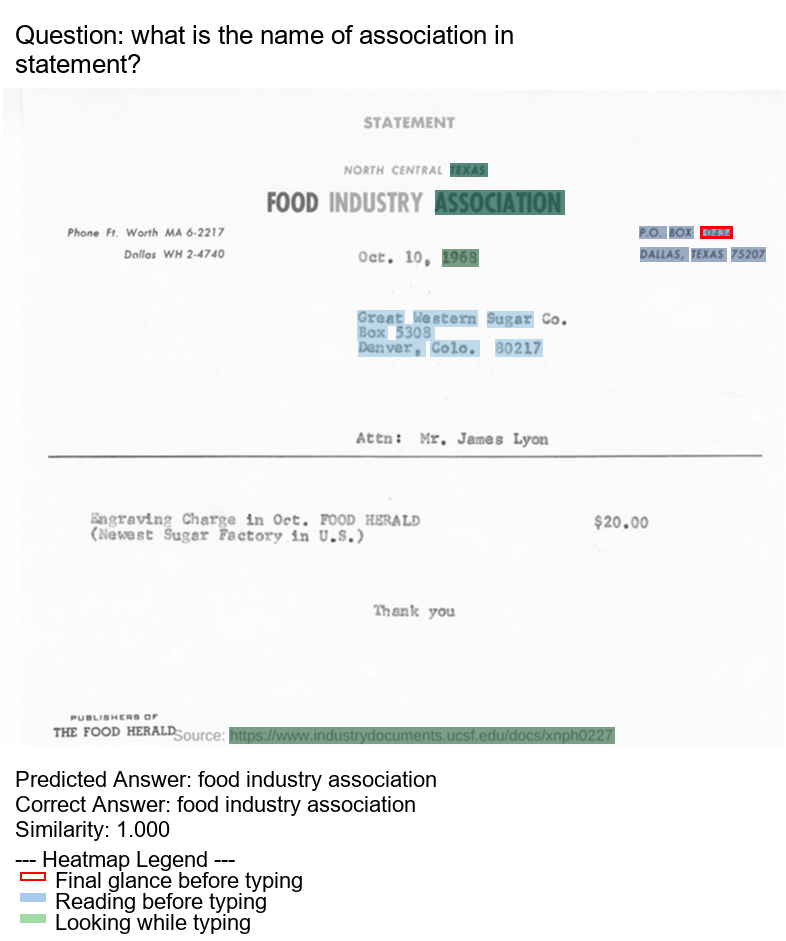 Question: what is the name of association in
statement?
STATEMENT
NORTH CENTRAL TEXAS
FOOD INDUSTRY ASSOCIATION
Phone Ft. Worth MA 6-2217
Dallas WH 2-4740
P.O. BOX
DALLAS, TEXAS 75207
Oct. 10, 1968
Great Western Sugar Co.
Box 5308
Denver, Colo. 80217
Attn: Mr. James Lyon
Engraving Charge in Oct. FOOD HERALD $20.00
(Newest Sugar Factory in U.S.)
Thank you
PUBLISHERS OF
THE FOOD HERALD
Source: https://www.industrydocuments.ucsf.edu/docs/xnph0227
Predicted Answer: food industry association
Correct Answer: food industry association
Similarity: 1.000
--- Heatmap Legend ---
Final glance before typing
Reading before typing
Looking while typing